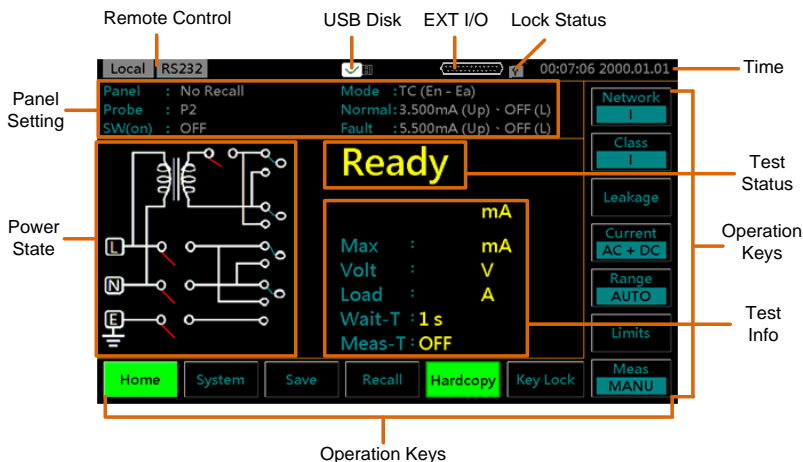 Remote Control
USB Disk
EXT I/O
Lock Status
Local RS232
00:07:06 2000.01.01
Time
Panel Setting
Panel : No Recall
Probe : P2
SW(on) : OFF
Mode :TC (En - Ea)
Normal:3.500mA (Up)、OFF (L)
Fault :5.500mA (Up)、OFF (L)
Network
I
Class
I
Leakage
Current
AC + DC
Range
AUTO
Limits
Meas
MANU
Operation
Keys
Power
State
L
N
E
Ready
Test
Status
mA
Max : mA
Volt : V
Load : A
Wait-T : 1 s
Meas-T : OFF
Test
Info
Home
System
Save
Recall
Hardcopy
Key Lock
Operation Keys